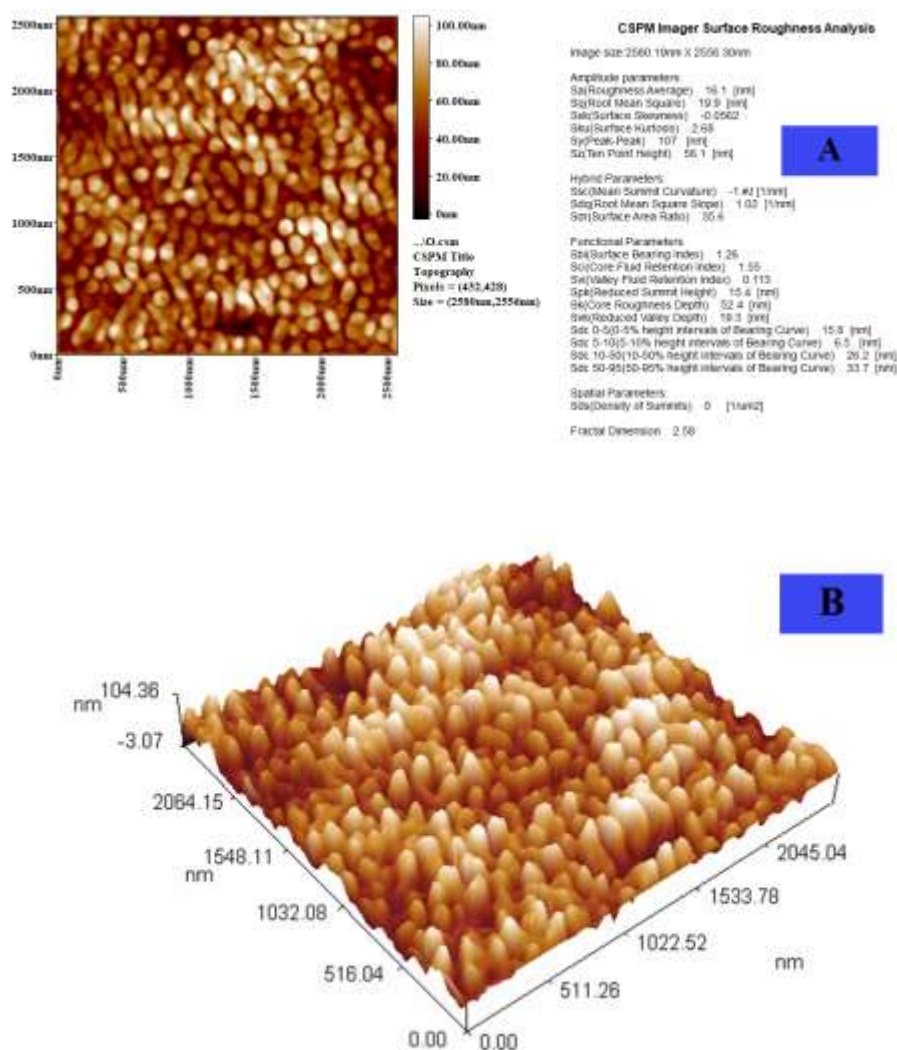 2500nm
2000nm
1500nm
1000nm
500nm
0nm
0nm
500nm
1000nm
1500nm
2000nm
2500nm
100.00nm
80.00nm
60.00nm
40.00nm
20.00nm
0nm
CSPM Title
Topography
Pixels = (432,428)
CSPM Imager Surface Roughness Analysis
Image size:2560.19nm X 2556.30nm
Amplitude parameters:
Sa(Roughness Average) 16.1 [nm]
Sq(Root Mean Square) 19.9 [nm]
Ssk(Surface Skewness) -0.0562
Sku(Surface Kurtosis) 2.68
Sy(Peak-Peak) 107 [nm]
Sz(Ten Point Height) 56.1 [nm]
A
Hybrid Parameters:
Ssc(Mean Summit Curvature) [1/nm]
Sdq(Root Mean Square Slope) 1.02 [1/nm]
Sdr(Surface Area Ratio) 35.6
Functional Parameters
Sbi(Surface Bearing Index) 1.26
Sci(Core Fluid Retention Index) 1.55
Svi(Valley Fluid Retention Index) 0.113
Spk(Reduced Summit Height) 15.4 [nm]
Sk(Core Roughness Depth) 52.4 [nm]
Svk(Reduced Valley Depth) 19.3 [nm]
Sdc 0-5(0-5% height intervals of Bearing Curve) 15.8 [nm]
Sdc 5-10(5-10% height intervals of Bearing Curve) 6.5 [nm]
Sdc 10-50(10-50% height intervals of Bearing Curve) 26.2 [nm]
Sdc 50-95(50-95% height intervals of Bearing Curve) 33.7 [nm]
Spatial Parameters:
Sds(Density of Summits) 0 [1/um2]
Fractal Dimension 2.58
B
nm
104.36
-3.07
2064.15
1548.11
nm
1032.08
516.04
0.00
0.00
511.26
1022.52
1533.78
2045.04
nm